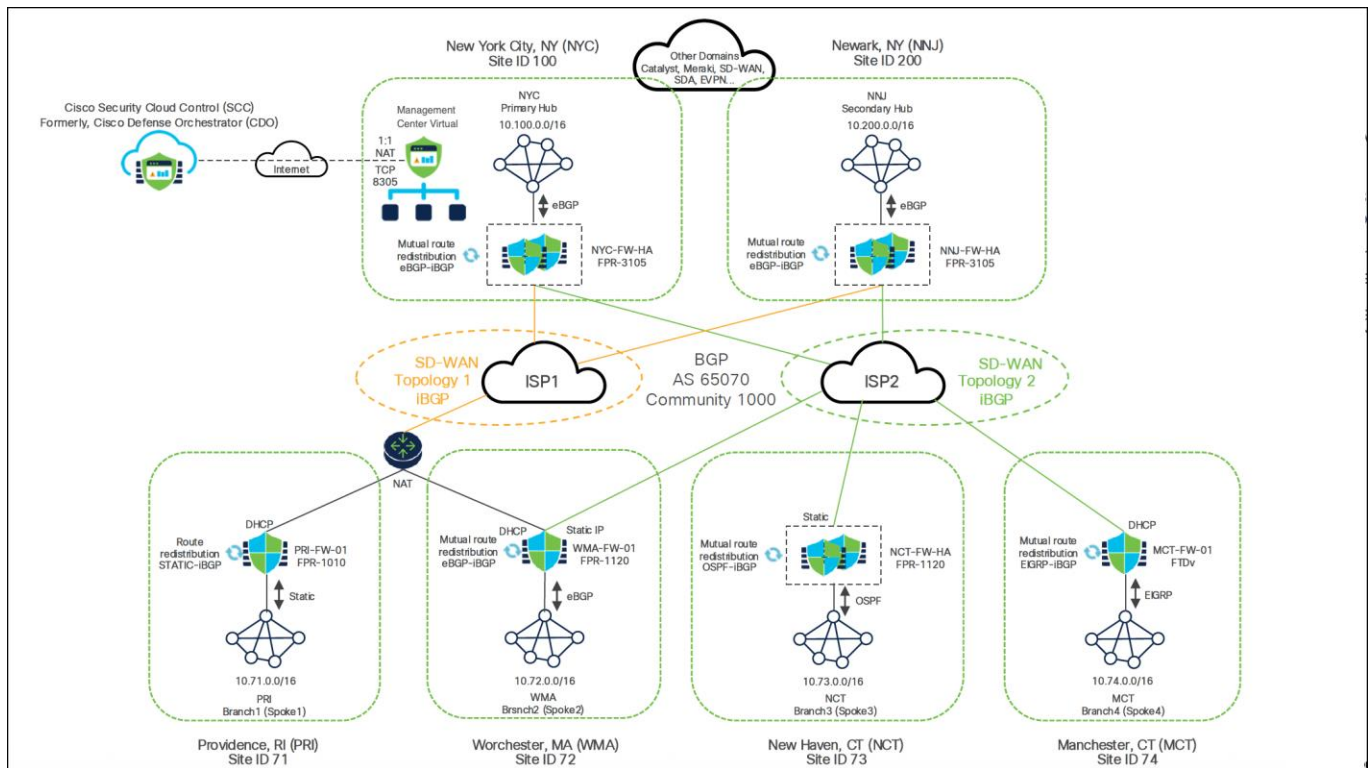 New York City, NY (NYC)
Site ID 100
Other Domains
Catalyst, Meraki, SD-WAN,
SDA, EVPN...
Newark, NY (NNJ)
Site ID 200
Cisco Security Cloud Control (SCC)
Formerly, Cisco Defense Orchestrator (CDO)
Internet
1:1
NAT
TCP
8305
Management
Center Virtual
NYC
Primary Hub
10.100.0.0/16
eBGP
Mutual route
redistribution
eBGP-iBGP
NYC-FW-HA
FPR-3105
NNJ
Secondary Hub
10.200.0.0/16
eBGP
Mutual route
redistribution
eBGP-iBGP
NNJ-FW-HA
FPR-3105
SD-WAN
Topology 1
iBGP
ISP1
BGP
AS 65070
Community 1000
ISP2
SD-WAN
Topology 2
iBGP
NAT
DHCP
Route
redistribution
STATIC-iBGP
PRI-FW-01
FPR-1010
Static
10.71.0.0/16
PRI
Branch1 (Spoke1)
Providence, RI (PRI)
Site ID 71
DHCP
Static IP
Mutual route
redistribution
eBGP-iBGP
WMA-FW-01
FPR-1120
eBGP
10.72.0.0/16
WMA
Brsnch2 (Spoke2)
Worchester, MA (WMA)
Site ID 72
Static
Mutual route
redistribution
OSPF-iBGP
NCT-FW-HA
FPR-1120
OSPF
10.73.0.0/16
NCT
Branch3 (Spoke3)
New Haven, CT (NCT)
Site ID 73
DHCP
Mutual route
redistribution
EIGRP-iBGP
MCT-FW-01
FTDv
EIGRP
10.74.0.0/16
MCT
Branch4 (Spoke4)
Manchester, CT (MCT)
Site ID 74